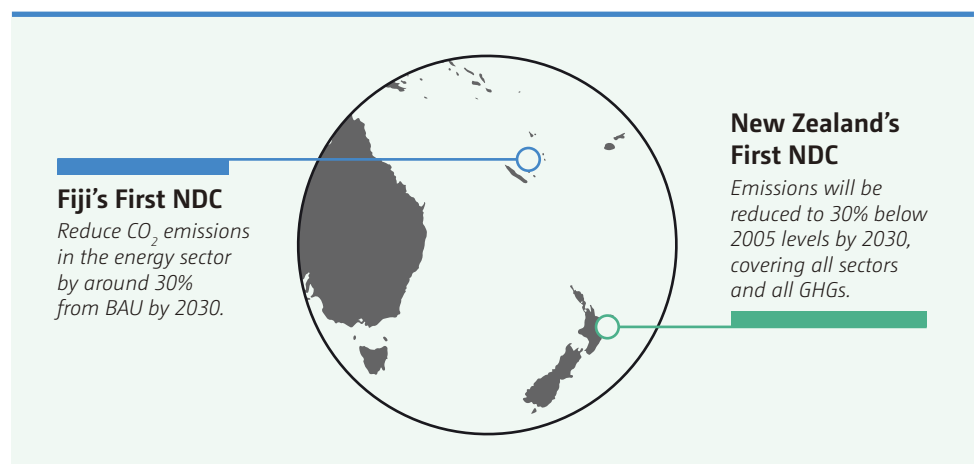 Fiji's First NDC
Reduce CO₂ emissions
in the energy sector
by around 30%
from BAU by 2030.
New Zealand's
First NDC
Emissions will be
reduced to 30% below
2005 levels by 2030,
covering all sectors
and all GHGs.